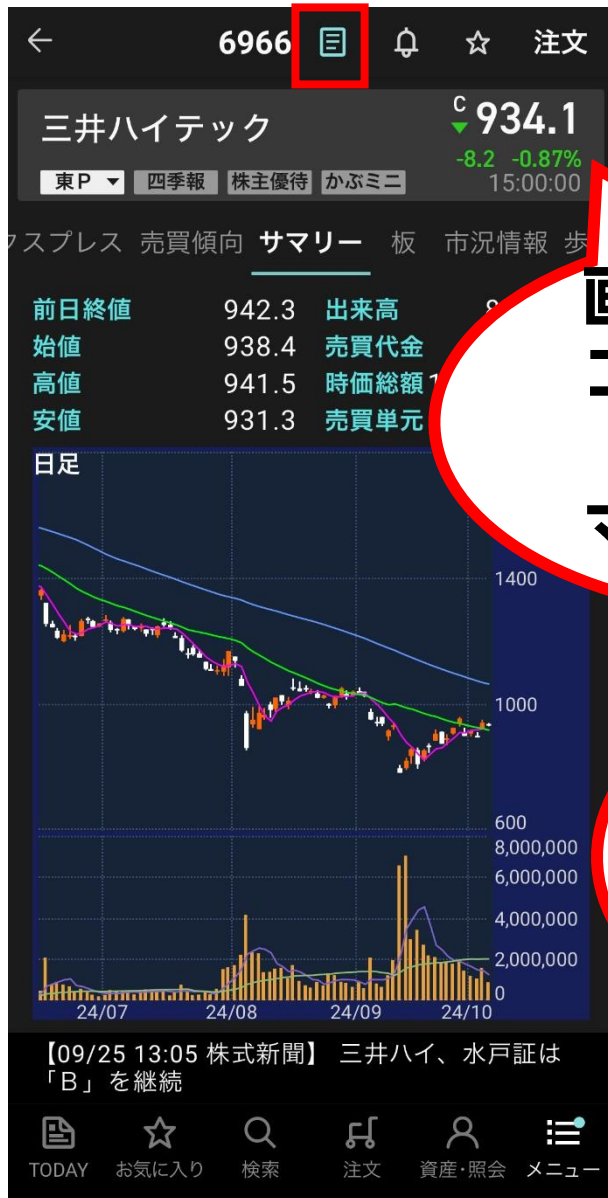 6966 注文
三井ハイテック
C 934.1
-8.2 -0.87%
東P 四季報 株主優待 かぶミニ 15:00:00
スプレス 売買傾向 サマリー 板 市況情報 歩
前日終値 942.3 出来高
始値 938.4 売買代金
高値 941.5 時価総額
安値 931.3 売買単元
日足
1400
1000
600
8,000,000
6,000,000
4,000,000
2,000,000
0
24/07 24/08 24/09 24/10
【09/25 13:05 株式新聞】 三井ハイ、水戸証は
「B」を継続
TODAY お気に入り 検索 注文 資産・照会 メニュー